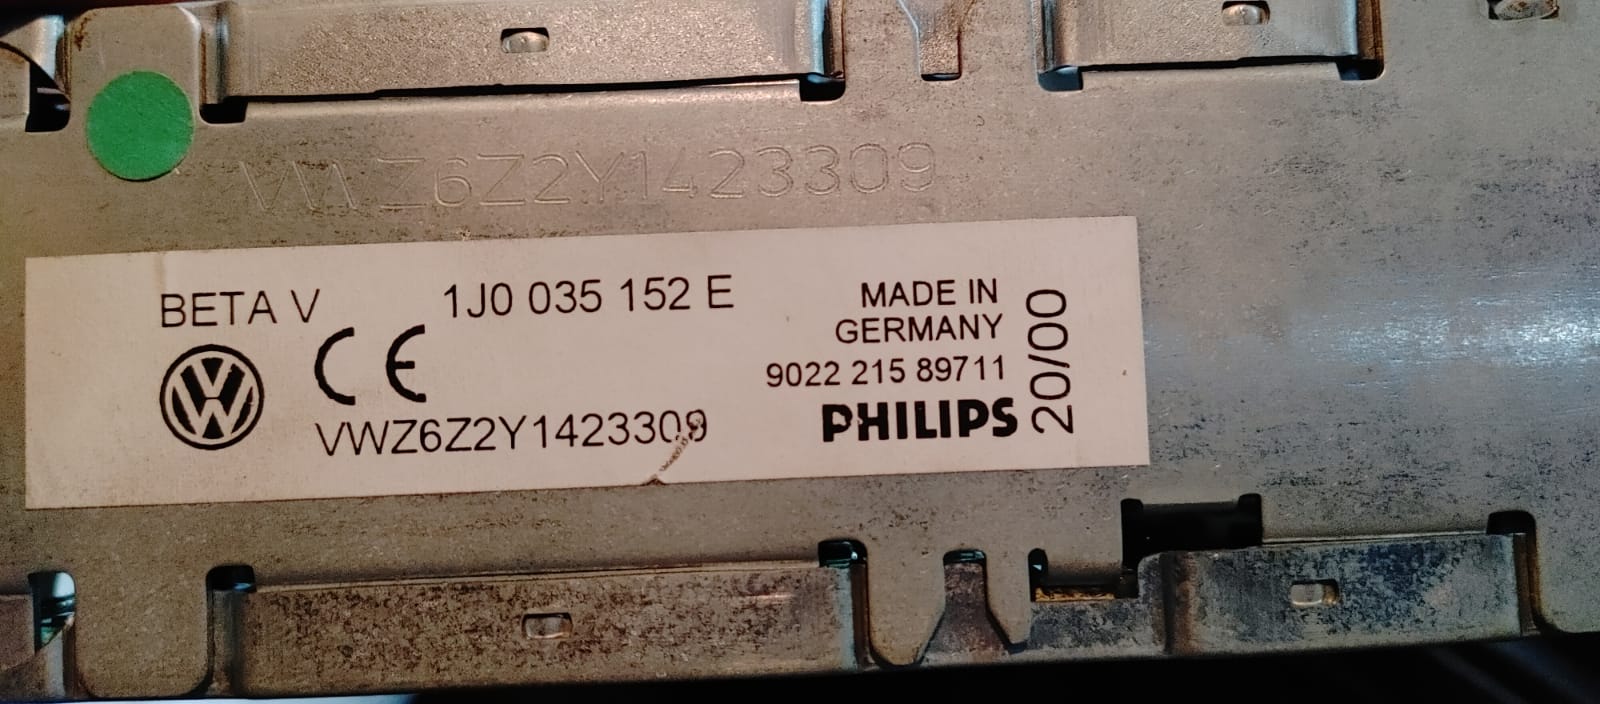 VWZ6Z2Y1423309
BETA V 1J0 035 152 E
MADE IN
GERMANY
CE
9022 215 89711
VWZ6Z2Y1423309
PHILIPS
20/00